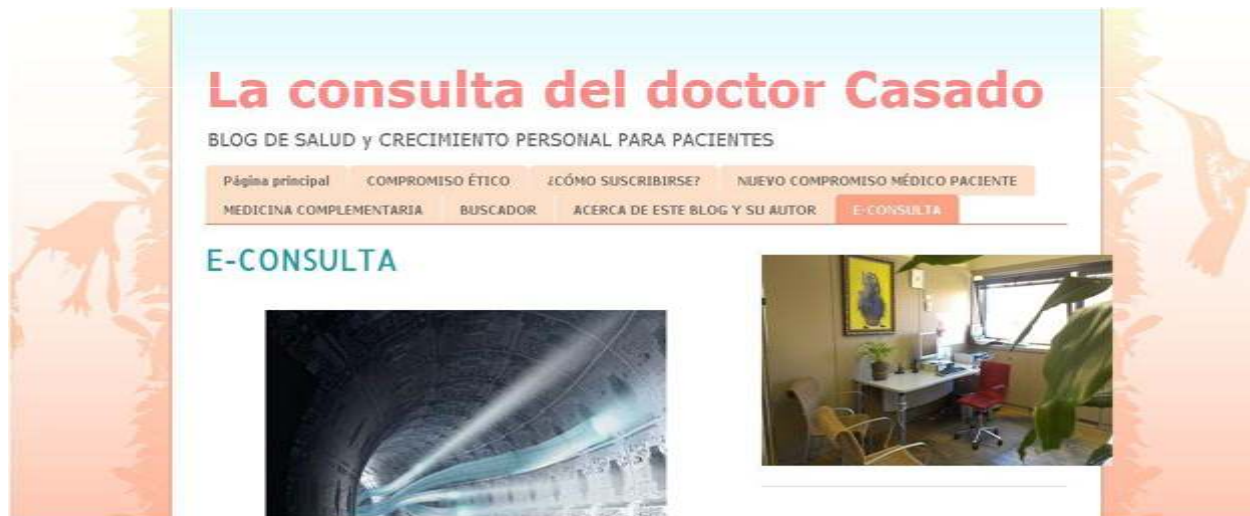 La consulta del doctor Casado
BLOG DE SALUD y CRECIMIENTO PERSONAL PARA PACIENTES
Página principal COMPROMISO ÉTICO ¿CÓMO SUSCRIBIRSE? NUEVO COMPROMISO MÉDICO PACIENTE
MEDICINA COMPLEMENTARIA BUSCADOR ACERCA DE ESTE BLOG Y SU AUTOR E-CONSULTA
E-CONSULTA